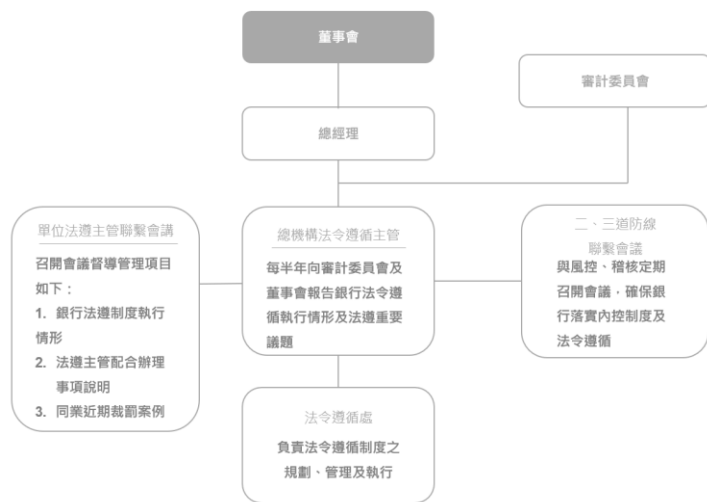 董事會
審計委員會
總經理
單位法遵主管聯繫會講
召開會議督導管理項目
如下：
1. 銀行法遵制度執行
情形
2. 法遵主管配合辦理
事項說明
3. 同業近期裁罰案例
總機構法令遵循主管
每半年向審計委員會及
董事會報告銀行法令遵
循執行情形及法遵重要
議題
二、三道防線
聯繫會議
與風控、稽核定期
召開會議，確保銀
行落實內控制度及
法令遵循
法令遵循處
負責法令遵循制度之
規劃、管理及執行